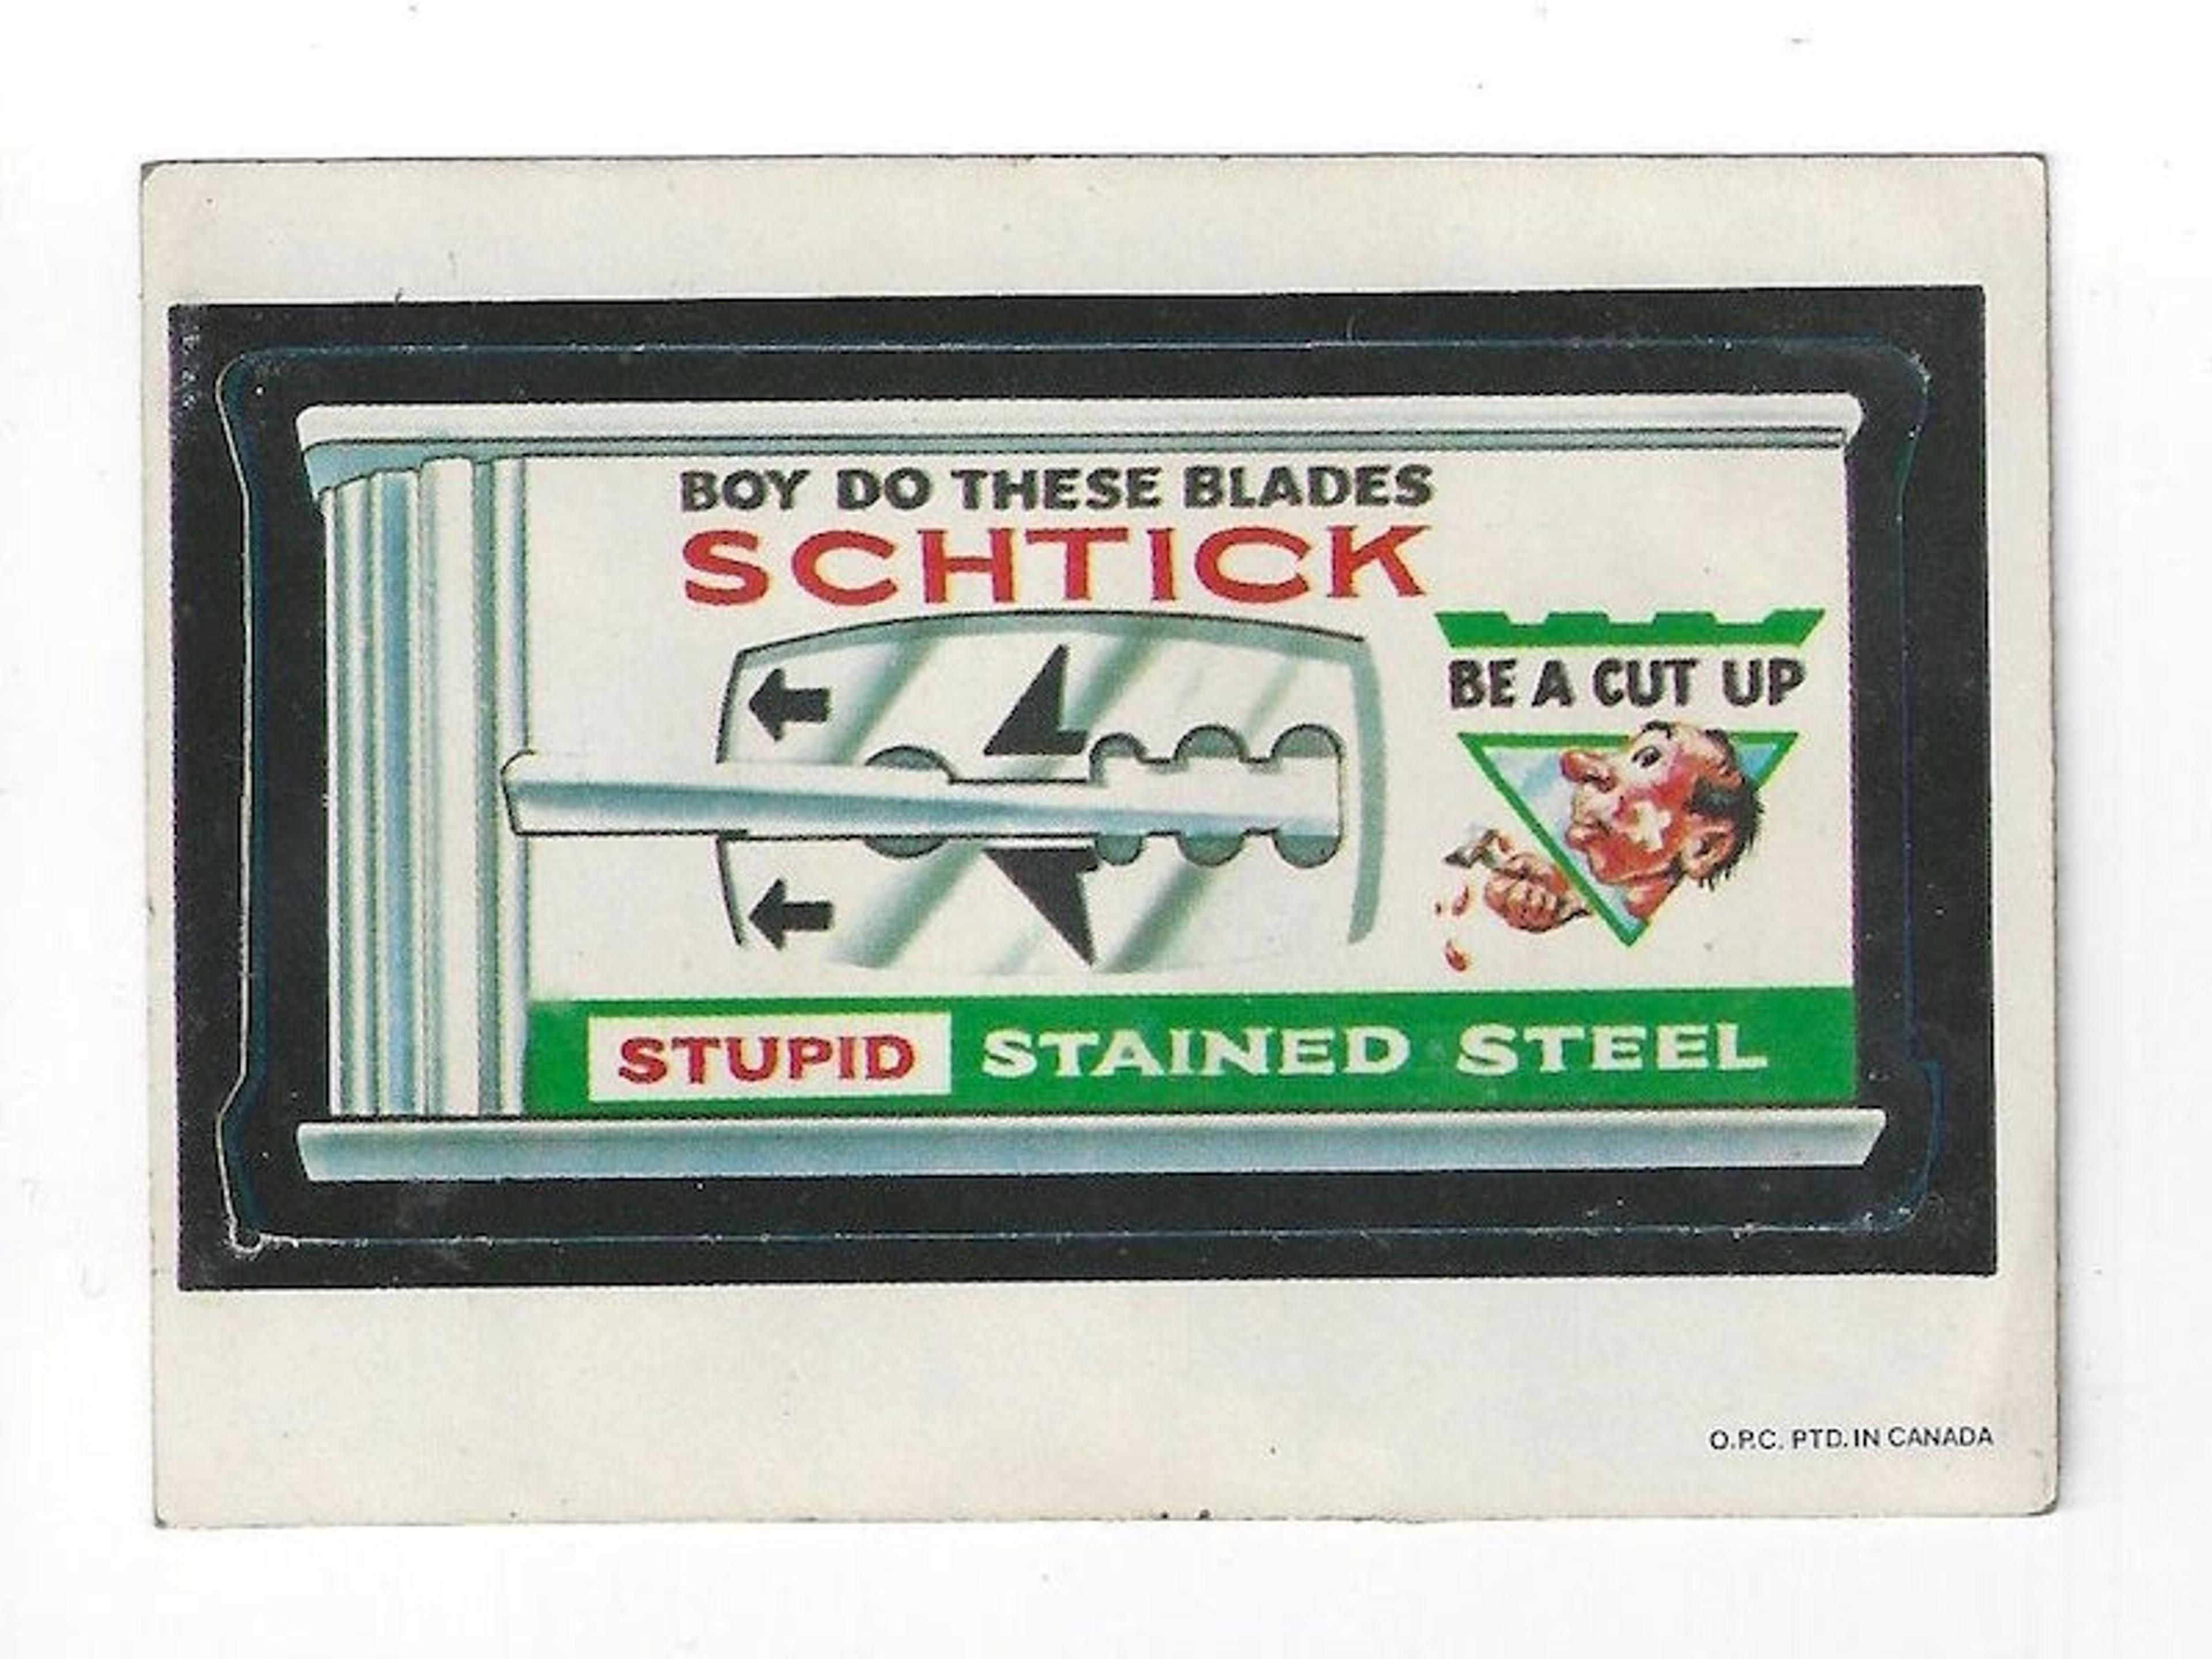 BOY DO THESE BLADES
SCHTICK
BE A CUT UP
STUPID STAINED STEEL
O.P.C. PTD. IN CANADA